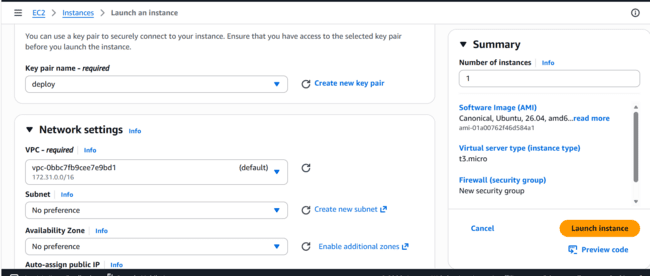 EC2 > Instances > Launch an instance
You can use a key pair to securely connect to your instance. Ensure that you have access to the selected key pair
before you launch the instance.
Key pair name - required
deploy
Create new key pair
Network settings Info
VPC - required Info
vpc-0bbc7fb9cee7e9bd1 (default)
172.31.0.0/16
Subnet Info
No preference
Create new subnet
Availability Zone Info
No preference
Enable additional zones
Auto-assign public IP Info
Summary
Number of instances Info
1
Software Image (AMI)
Canonical, Ubuntu, 26.04, amd6...read more
ami-01a00762f46d584a1
Virtual server type (instance type)
t3.micro
Firewall (security group)
New security group
Cancel
Launch instance
Preview code